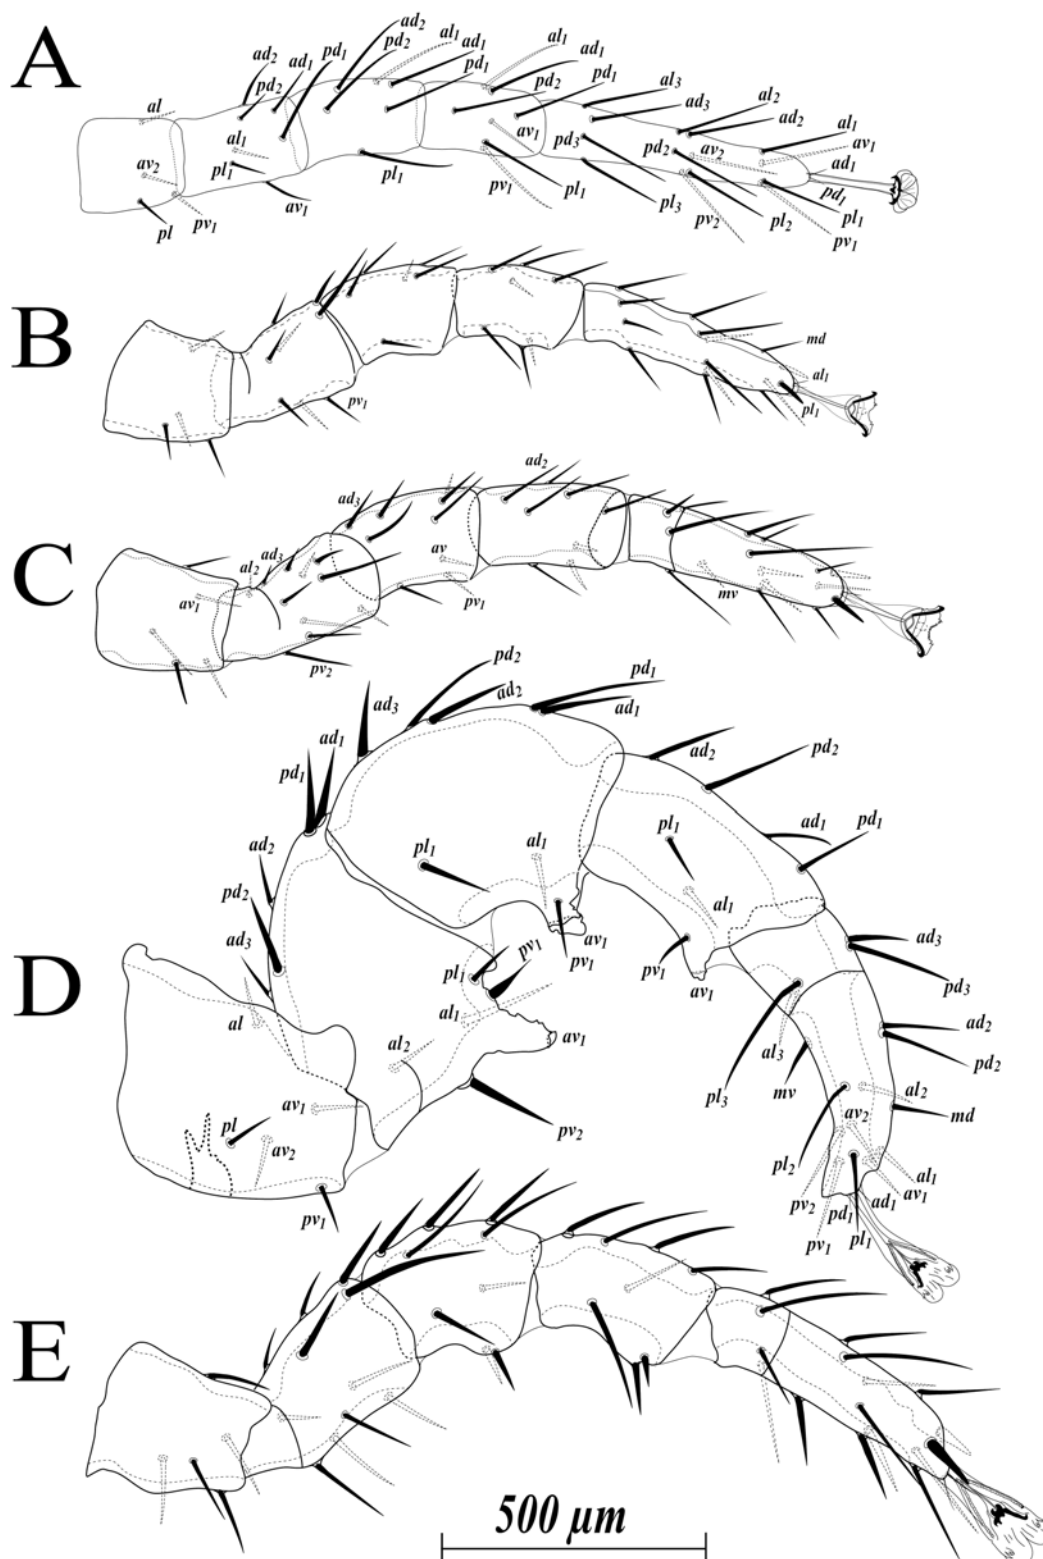 A
ad2 pd2 ad1 pd1 ad2 pd2 al1 ad1 pd1 al1 ad1 pd2 pd1 al3 ad3 al2 ad2 al1 av1 ad1
al av2 al1 pl1 pl1 av1 pd3 pd2 av2 pd1
pl pv1 av1 pv1 pl1 pl3 pv2 pl2 pl1 pv1
B
md
al1
pv1 pl1
C
ad2
ad3
al2 ad3 av
av1 pv1 mv
pv2
D
pd2 pd1
ad3 ad2 ad1
ad1 pd1 ad2 pd2
ad2 pl1 al1 pl1 ad1 pd1
pd2 al1
ad3 pl1 pv1 pv1 av1 pv1 av1 ad3
pd3
al al2 al1 av1 al3 ad2
pl3 mv pd2
av1 al2 md
pl av2 pv2 av2
pl2 al1
pv1 pv2 pd1 ad1 av1
pv1 pl1
E
500 μm